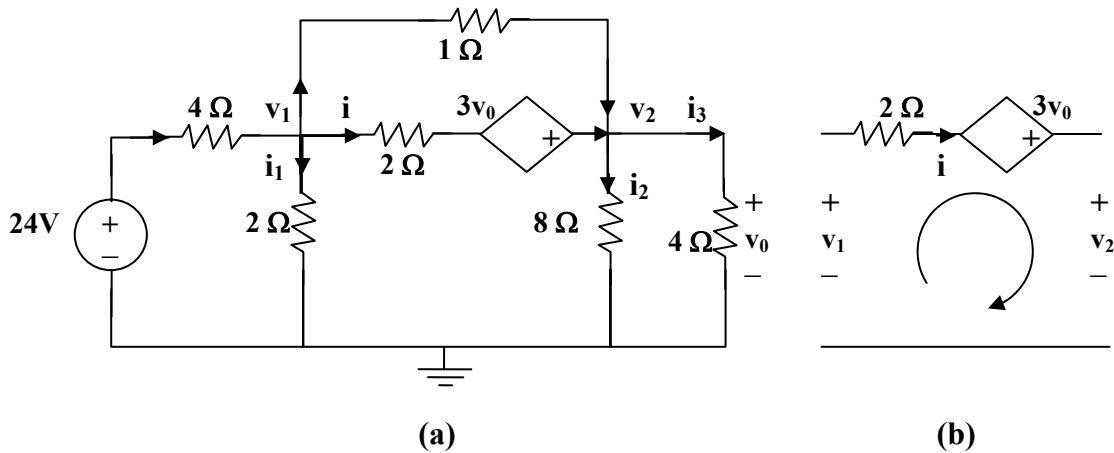 1 Ω
4 Ω v₁ i 3v₀ v₂ i₃
2 Ω 3v₀
i₁ 2 Ω i₂ i
24V + – 2 Ω 8 Ω 4 Ω + v₀ – + v₁ – + v₂ –
+ +
(a) (b)